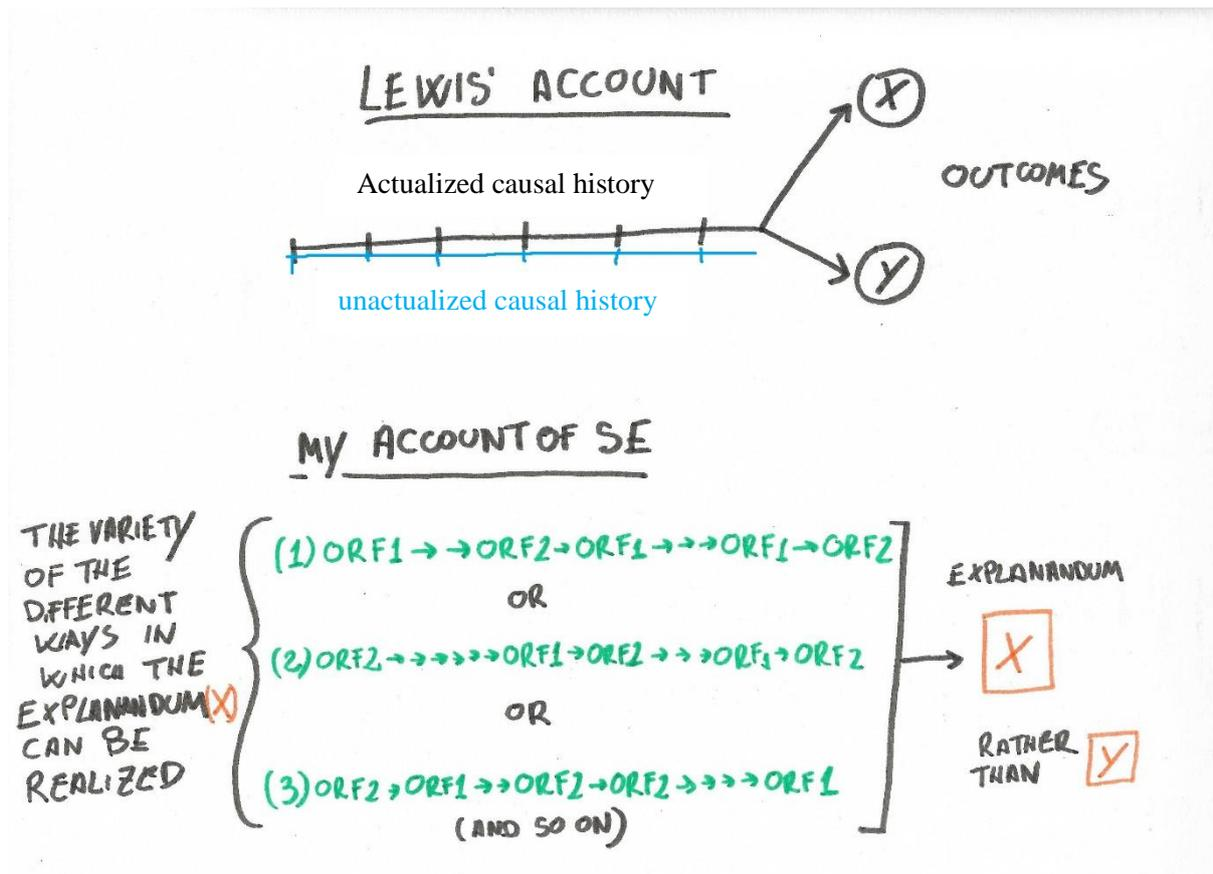 LEWIS' ACCOUNT
Actualized causal history
unactualized causal history
X
Y
OUTCOMES
MY ACCOUNT OF SE
THE VARIETY
OF THE
DIFFERENT
WAYS IN
WHICH THE
EXPLANANDUM(X)
CAN BE
REALIZED
(1) ORF1 → → ORF2 → ORF1 → → → ORF1 → ORF2
OR
(2) ORF2 → → → → → → ORF1 → ORF2 → → → ORF1 → ORF2
OR
(3) ORF2 → ORF1 → → ORF2 → ORF2 → → → → ORF1
(AND SO ON)
EXPLANANDUM
X
RATHER
THAN Y